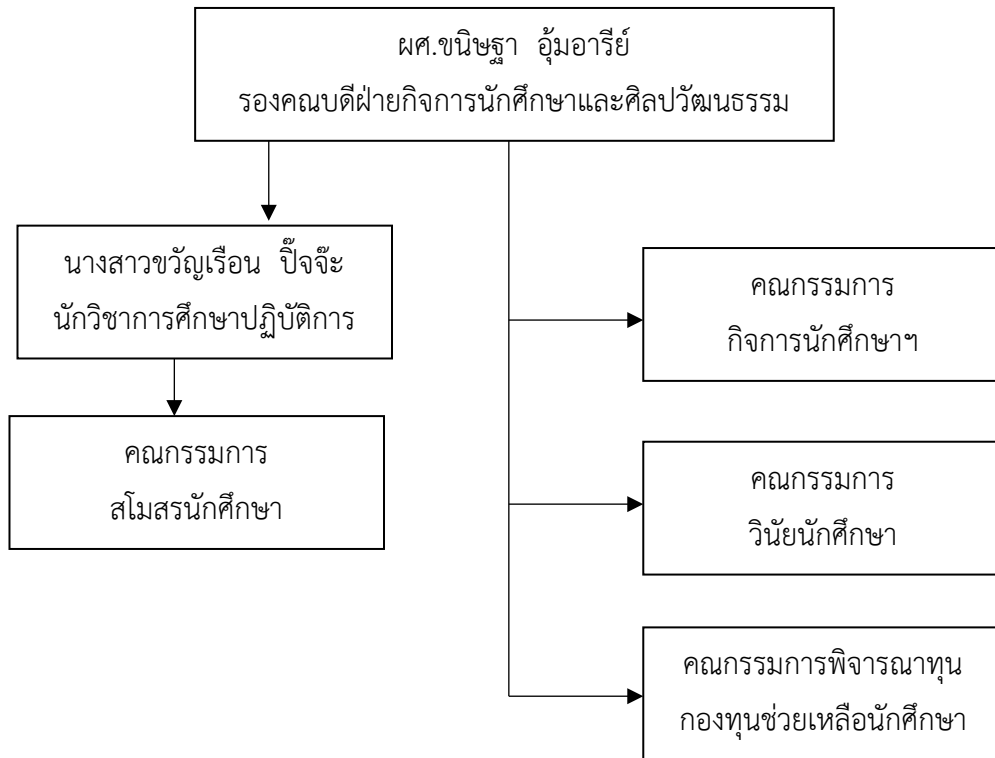 ผศ.ขนิษฐา อุ้มอารีย์
รองคณบดีฝ่ายกิจการนักศึกษาและศิลปวัฒนธรรม
นางสาวขวัญเรือน ปิ๊จจ๊ะ
นักวิชาการศึกษาปฏิบัติการ
คณกรรมการ
สโมสรนักศึกษา
คณกรรมการ
กิจการนักศึกษาฯ
คณกรรมการ
วินัยนักศึกษา
คณกรรมการพิจารณาทุน
กองทุนช่วยเหลือนักศึกษา